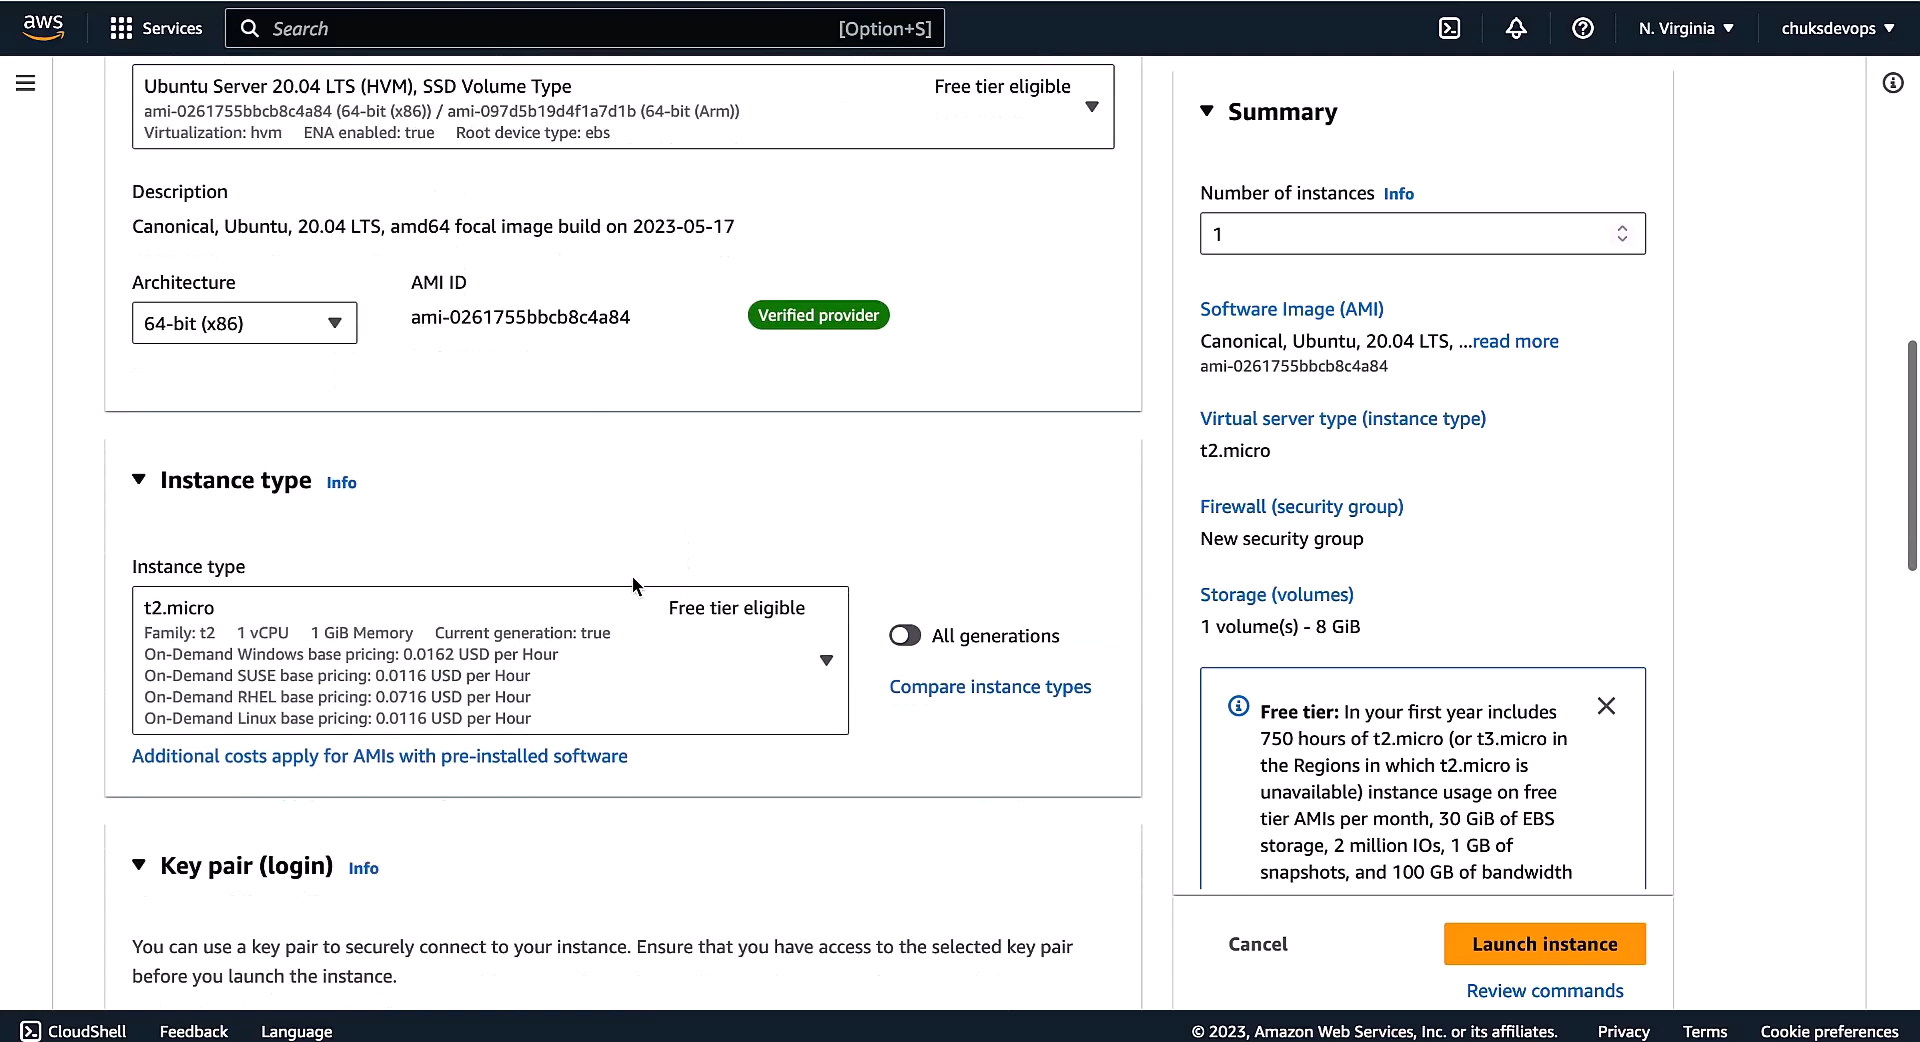 aws
Services
Search
[Option+S]
N. Virginia
chuksdevops
Ubuntu Server 20.04 LTS (HVM), SSD Volume Type
Free tier eligible
ami-0261755bbcb8c4a84 (64-bit (x86)) / ami-097d5b19d4f1a7d1b (64-bit (Arm))
Virtualization: hvm ENA enabled: true Root device type: ebs
Description
Canonical, Ubuntu, 20.04 LTS, amd64 focal image build on 2023-05-17
Architecture
AMI ID
64-bit (x86)
ami-0261755bbcb8c4a84
Verified provider
Instance type Info
Instance type
t2.micro
Free tier eligible
Family: t2 1 vCPU 1 GiB Memory Current generation: true
On-Demand Windows base pricing: 0.0162 USD per Hour
On-Demand SUSE base pricing: 0.0116 USD per Hour
On-Demand RHEL base pricing: 0.0716 USD per Hour
On-Demand Linux base pricing: 0.0116 USD per Hour
All generations
Compare instance types
Additional costs apply for AMIs with pre-installed software
Key pair (login) Info
You can use a key pair to securely connect to your instance. Ensure that you have access to the selected key pair
before you launch the instance.
Summary
Number of instances Info
1
Software Image (AMI)
Canonical, Ubuntu, 20.04 LTS, ...read more
ami-0261755bbcb8c4a84
Virtual server type (instance type)
t2.micro
Firewall (security group)
New security group
Storage (volumes)
1 volume(s) - 8 GiB
Free tier: In your first year includes
750 hours of t2.micro (or t3.micro in
the Regions in which t2.micro is
unavailable) instance usage on free
tier AMIs per month, 30 GiB of EBS
storage, 2 million IOs, 1 GB of
snapshots, and 100 GB of bandwidth
Cancel
Launch instance
Review commands
CloudShell
Feedback
Language
© 2023, Amazon Web Services, Inc. or its affiliates.
Privacy
Terms
Cookie preferences